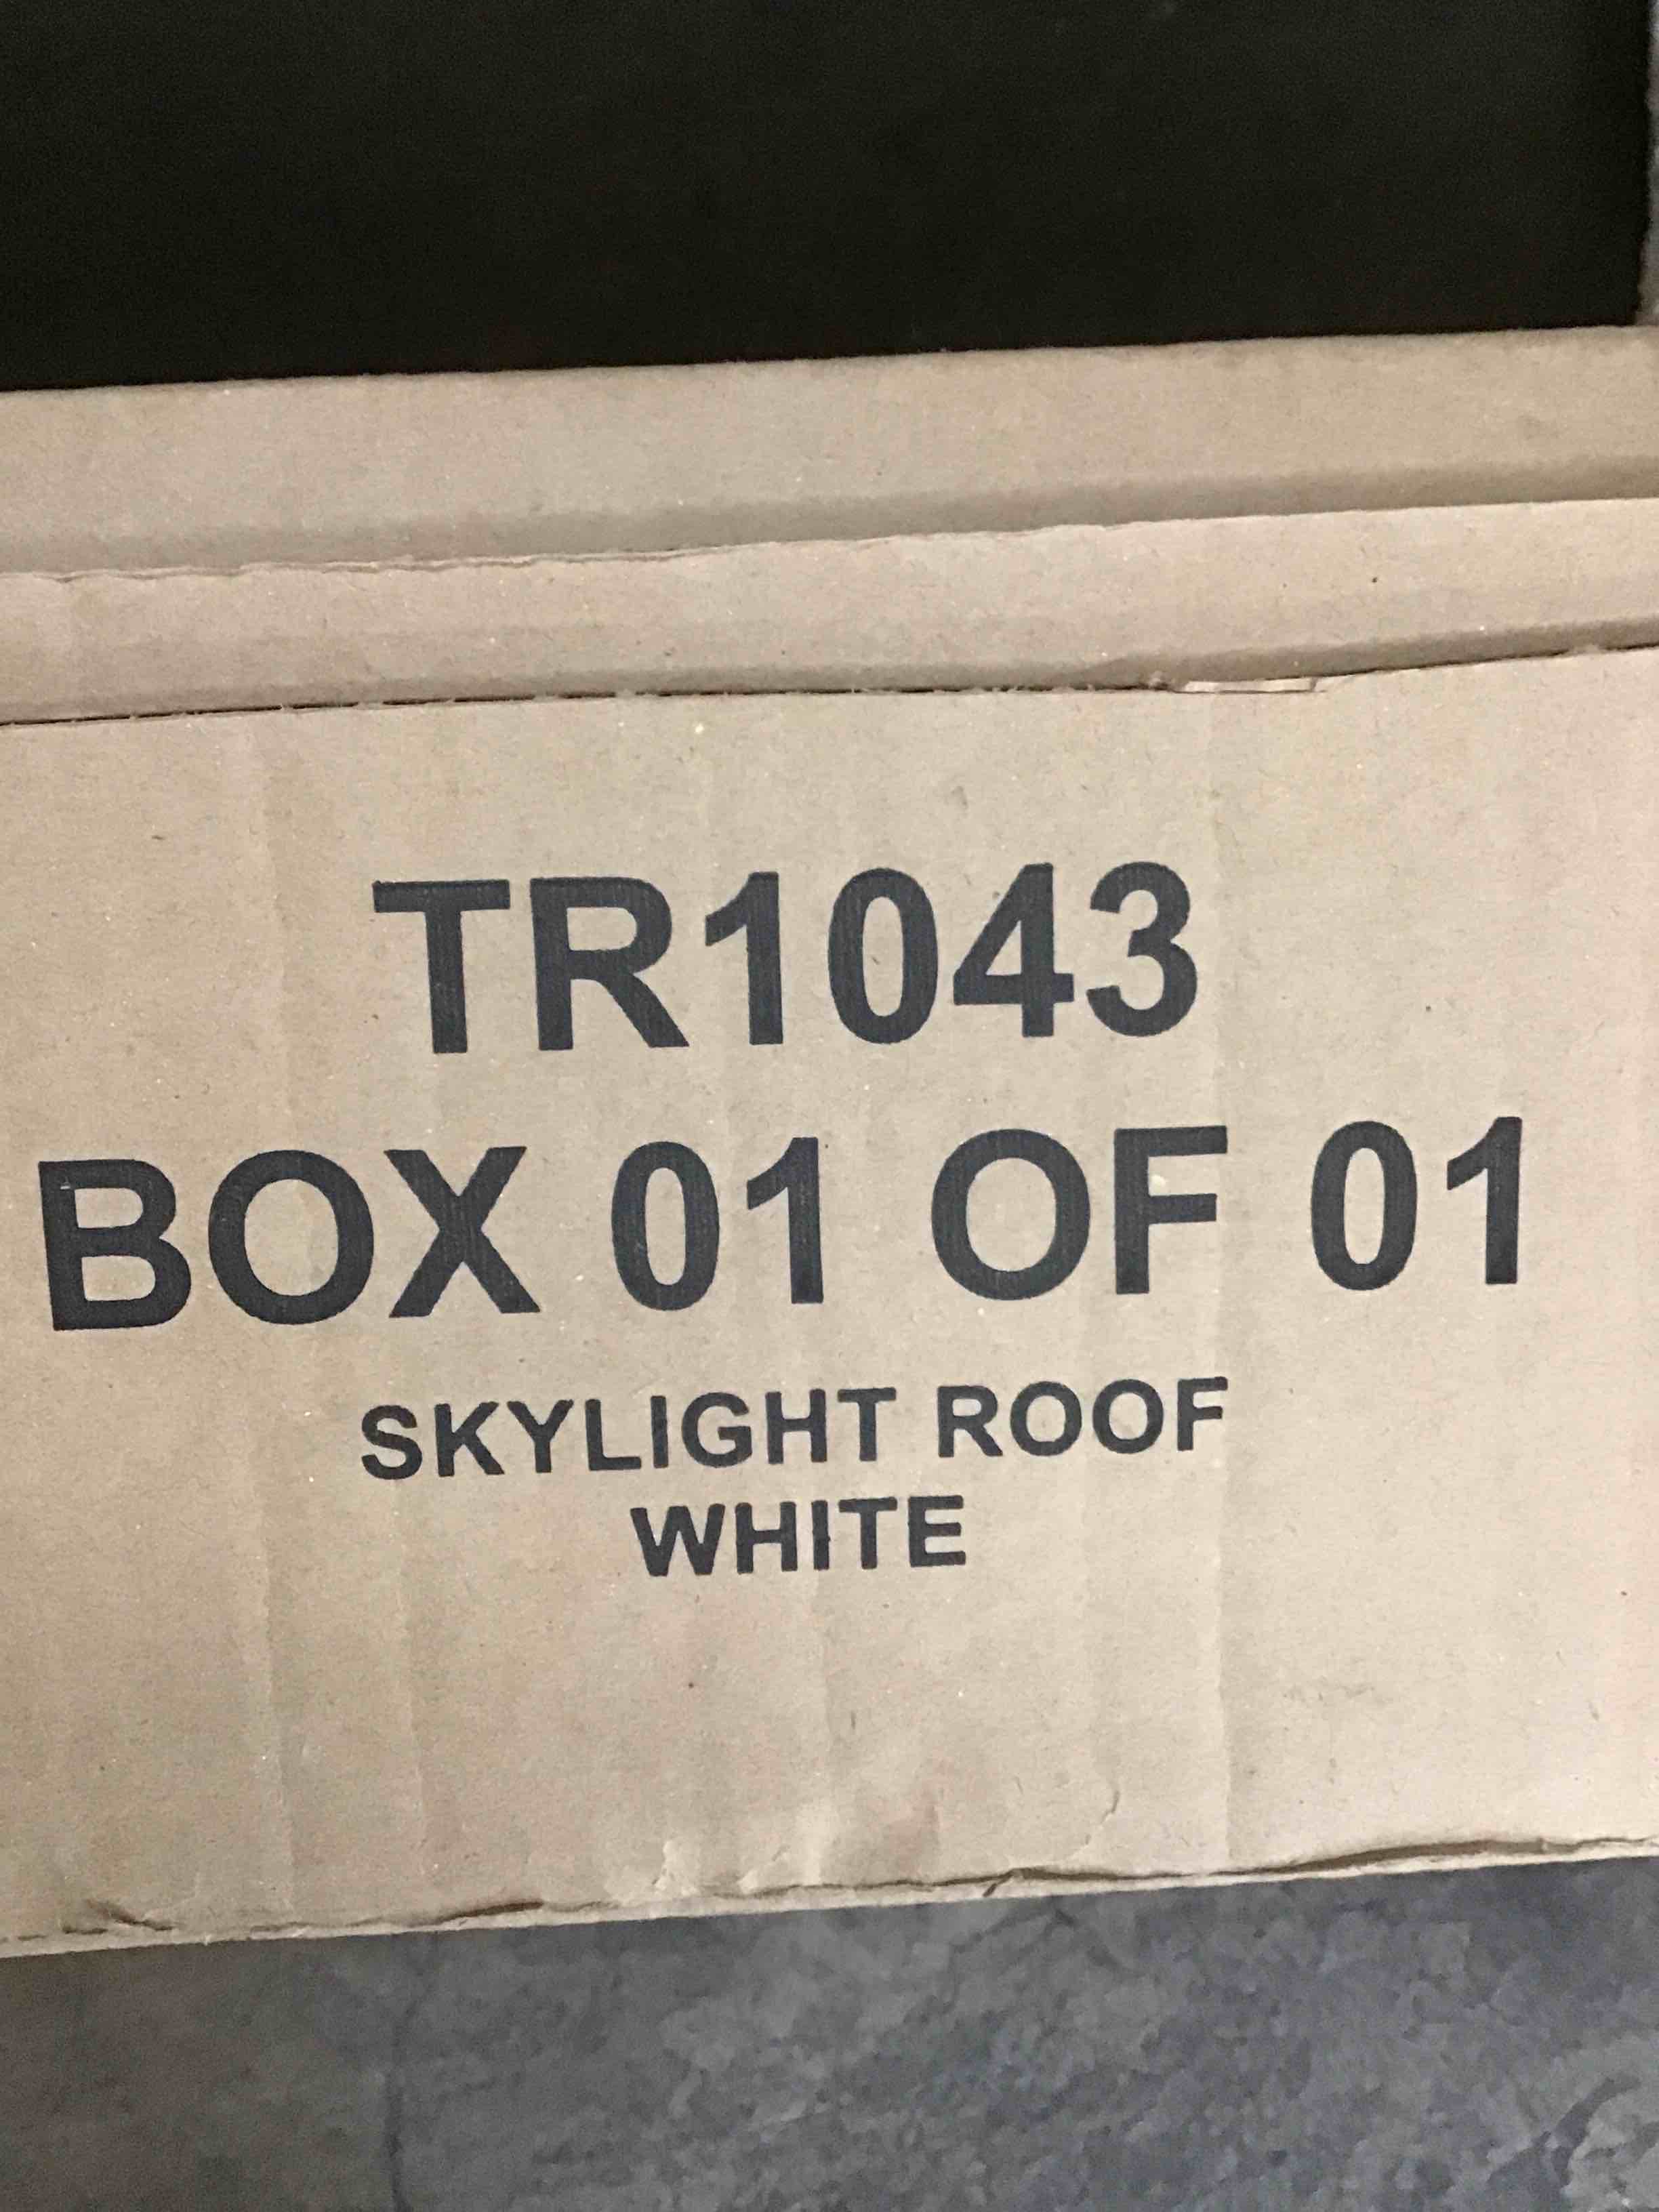 TR1043
BOX 01 OF 01
SKYLIGHT ROOF
WHITE